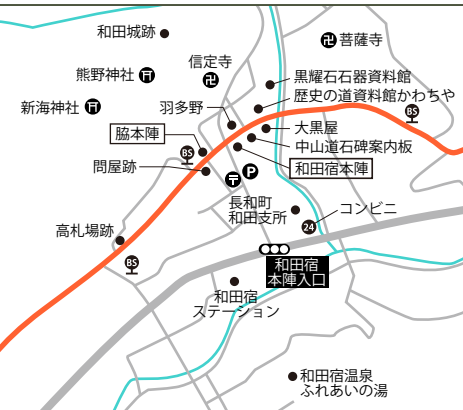 和田城跡
菩薩寺
信定寺
熊野神社
黒耀石石器資料館
歴史の道資料館かわちや
新海神社
羽多野
BS
大黒屋
脇本陣
中山道石碑案内板
BS
問屋跡
和田宿本陣
P
長和町
和田支所
コンビニ
24
高札場跡
BS
和田宿
本陣入口
和田宿
ステーション
和田宿温泉
ふれあいの湯